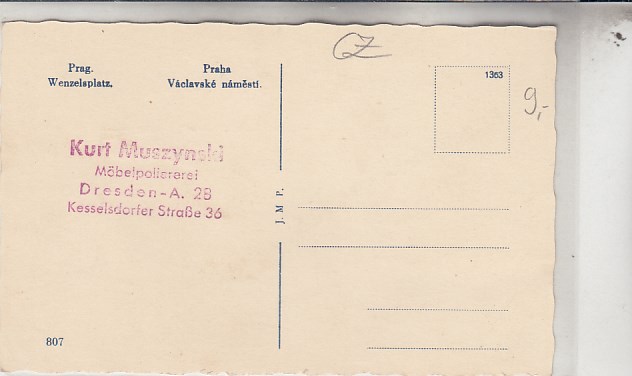 CZ
Prag.
Wenzelsplatz.
Praha
Václavské náměstí.
1363
9,-
Kurt Muszynski
Möbelpoliererei
Dresden-A. 28
Kesselsdorfer Straße 36
J. M P.
807